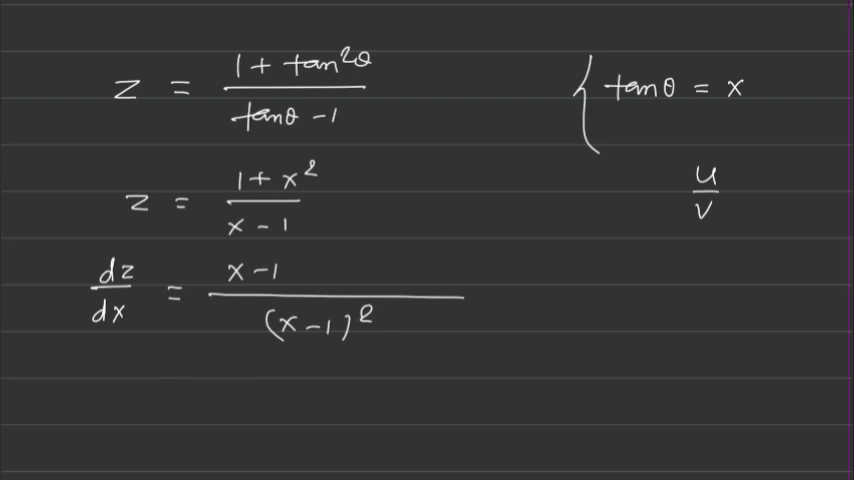 z = (1 + tan²θ)/(tanθ - 1)
{ tanθ = x
z = (1 + x²)/(x - 1)
u/v
dz/dx = (x - 1)/(x - 1)²